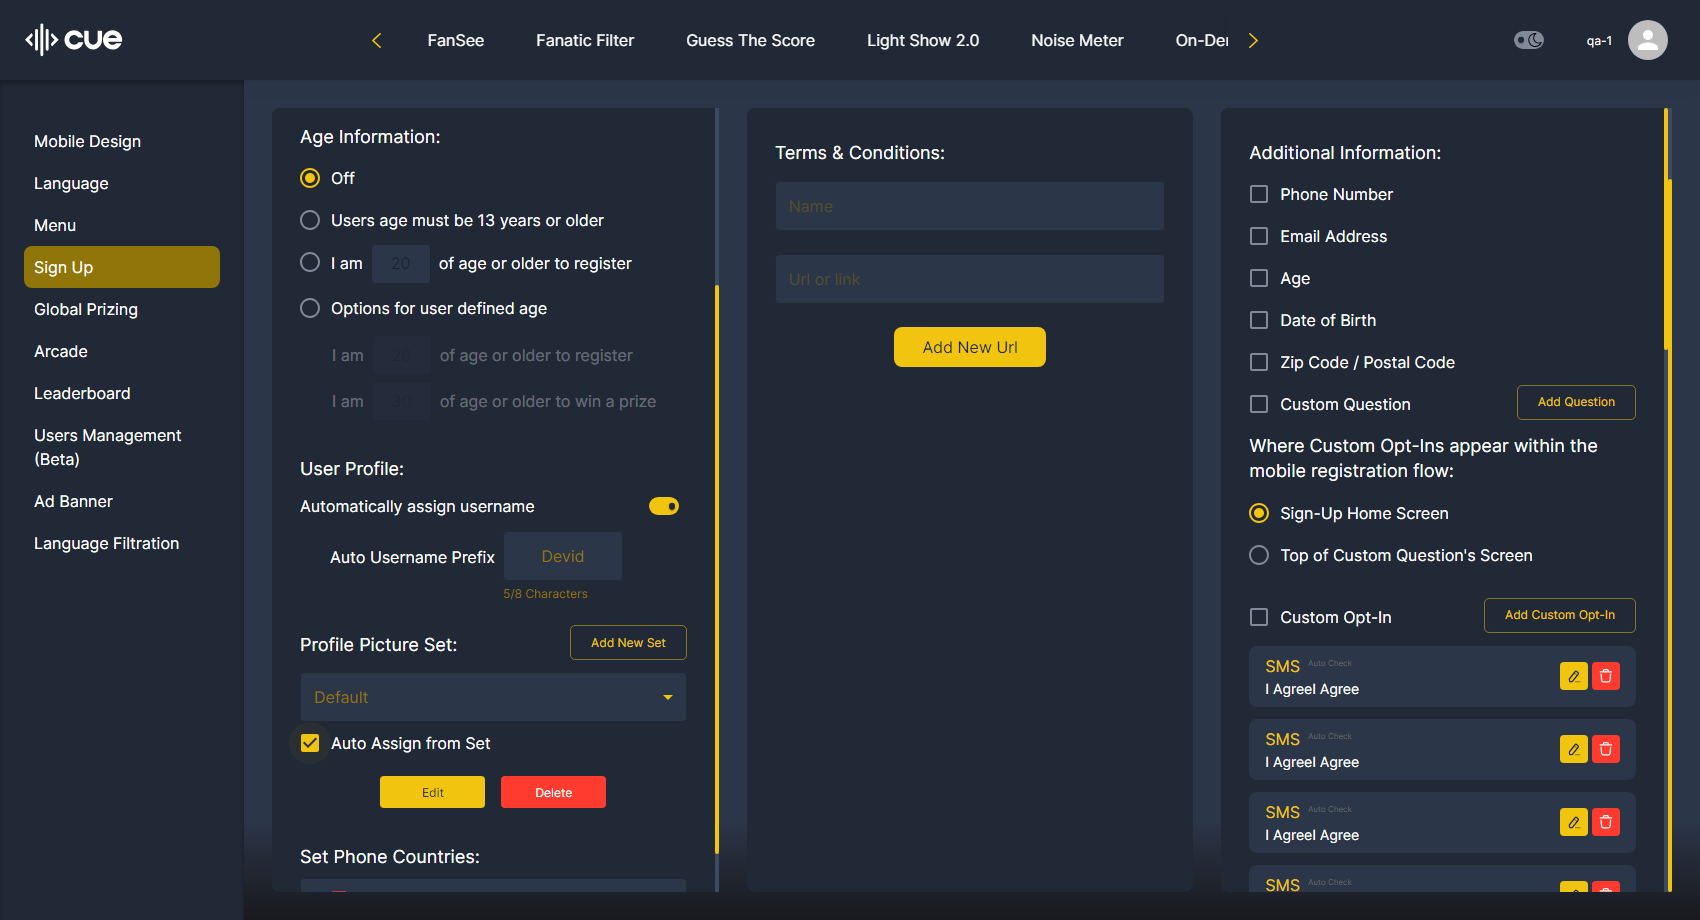 cue
FanSee
Fanatic Filter
Guess The Score
Light Show 2.0
Noise Meter
On-Der
qa-1
Mobile Design
Language
Menu
Sign Up
Global Prizing
Arcade
Leaderboard
Users Management
(Beta)
Ad Banner
Language Filtration
Age Information:
Off
Users age must be 13 years or older
I am 20 of age or older to register
Options for user defined age
I am 20 of age or older to register
I am of age or older to win a prize
User Profile:
Automatically assign username
Auto Username Prefix Devid
5/8 Characters
Profile Picture Set:
Add New Set
Default
Auto Assign from Set
Edit
Delete
Set Phone Countries:
Terms & Conditions:
Name
Url or link
Add New Url
Additional Information:
Phone Number
Email Address
Age
Date of Birth
Zip Code / Postal Code
Custom Question
Add Question
Where Custom Opt-Ins appear within the
mobile registration flow:
Sign-Up Home Screen
Top of Custom Question's Screen
Custom Opt-In
Add Custom Opt-In
SMS Auto Check
I AgreeI Agree
SMS Auto Check
I AgreeI Agree
SMS Auto Check
I AgreeI Agree
SMS Auto Check